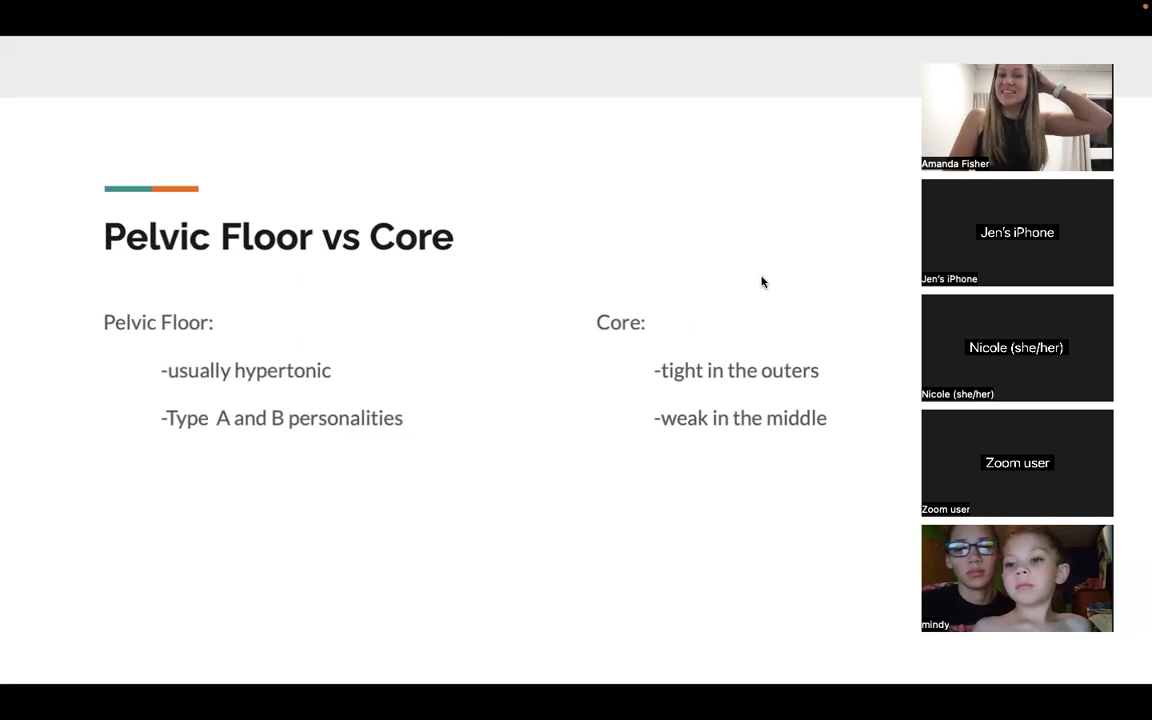 Pelvic Floor vs Core
Pelvic Floor:
-usually hypertonic
-Type A and B personalities
Core:
-tight in the outers
-weak in the middle
Amanda Fisher
Jen's iPhone
Jen's iPhone
Nicole (she/her)
Nicole (she/her)
Zoom user
Zoom user
mindy